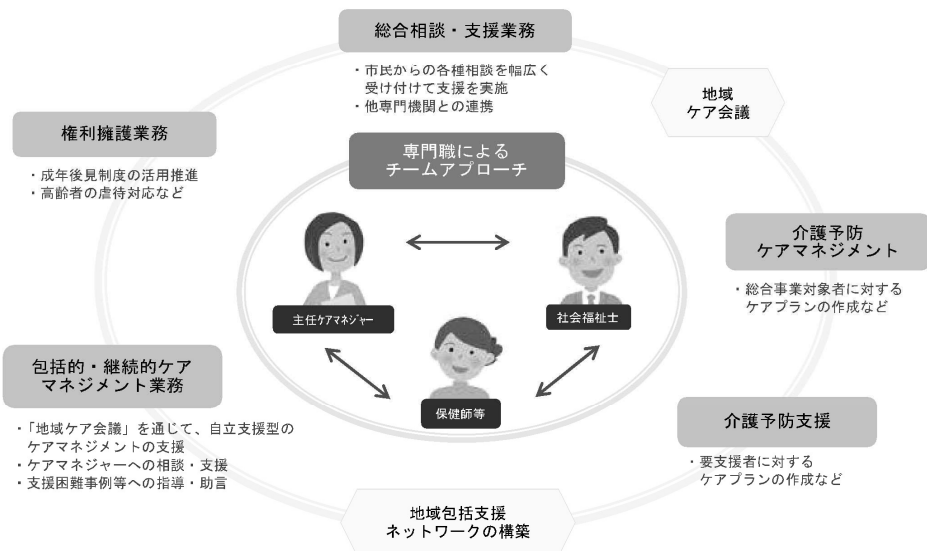 総合相談・支援業務
・市民からの各種相談を幅広く
受け付けて支援を実施
・他専門機関との連携
地域
ケア会議
権利擁護業務
・成年後見制度の活用推進
・高齢者の虐待対応など
専門職による
チームアプローチ
主任ケアマネジャー
社会福祉士
保健師等
介護予防
ケアマネジメント
・総合事業対象者に対する
ケアプランの作成など
包括的・継続的ケア
マネジメント業務
・「地域ケア会議」を通じて、自立支援型の
ケアマネジメントの支援
・ケアマネジャーへの相談・支援
・支援困難事例等への指導・助言
介護予防支援
・要支援者に対する
ケアプランの作成など
地域包括支援
ネットワークの構築